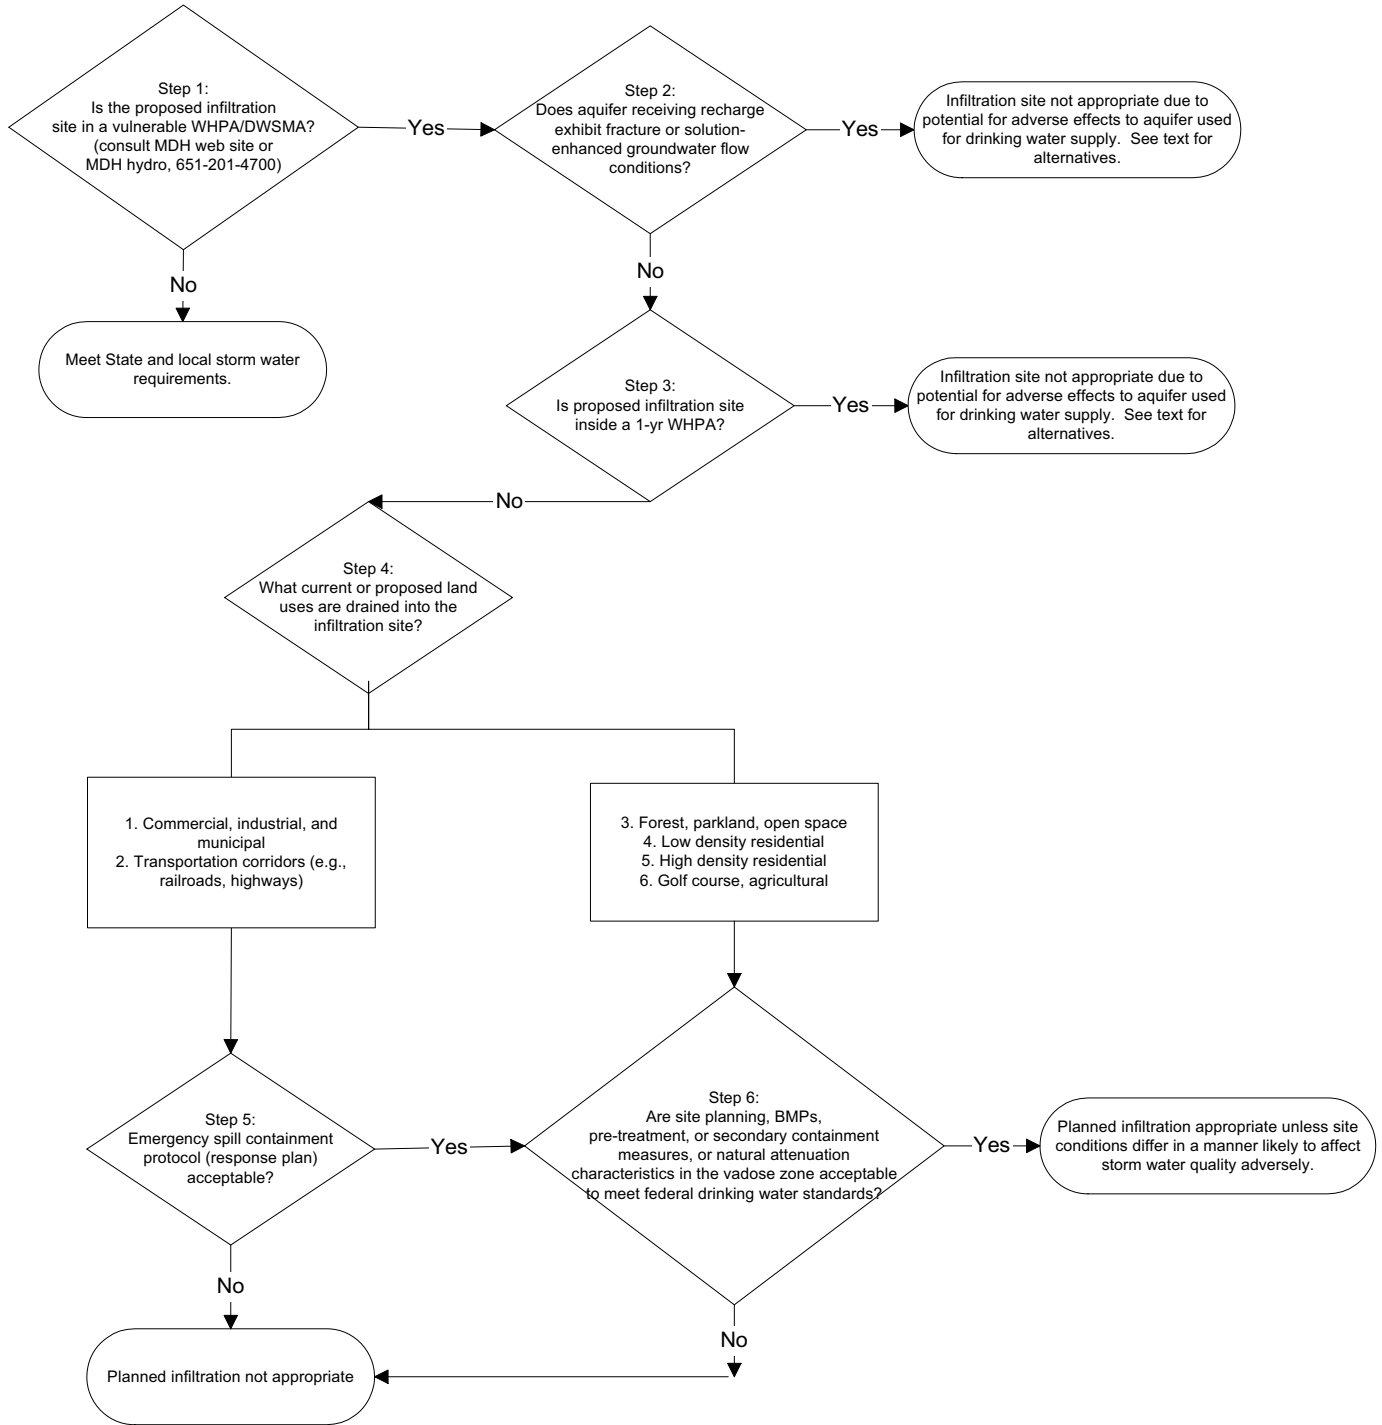 Step 1:
Is the proposed infiltration
site in a vulnerable WHPA/DWSMA?
(consult MDH web site or
MDH hydro, 651-201-4700)
Yes
Step 2:
Does aquifer receiving recharge
exhibit fracture or solution-
enhanced groundwater flow
conditions?
Yes
Infiltration site not appropriate due to
potential for adverse effects to aquifer used
for drinking water supply.  See text for
alternatives.
No
Meet State and local storm water
requirements.
No
Step 3:
Is proposed infiltration site
inside a 1-yr WHPA?
Yes
Infiltration site not appropriate due to
potential for adverse effects to aquifer used
for drinking water supply.  See text for
alternatives.
No
Step 4:
What current or proposed land
uses are drained into the
infiltration site?
1. Commercial, industrial, and
municipal
2. Transportation corridors (e.g.,
railroads, highways)
3. Forest, parkland, open space
4. Low density residential
5. High density residential
6. Golf course, agricultural
Step 5:
Emergency spill containment
protocol (response plan)
acceptable?
Yes
Step 6:
Are site planning, BMPs,
pre-treatment, or secondary containment
measures, or natural attenuation
characteristics in the vadose zone acceptable
to meet federal drinking water standards?
Yes
Planned infiltration appropriate unless site
conditions differ in a manner likely to affect
storm water quality adversely.
No
No
Planned infiltration not appropriate